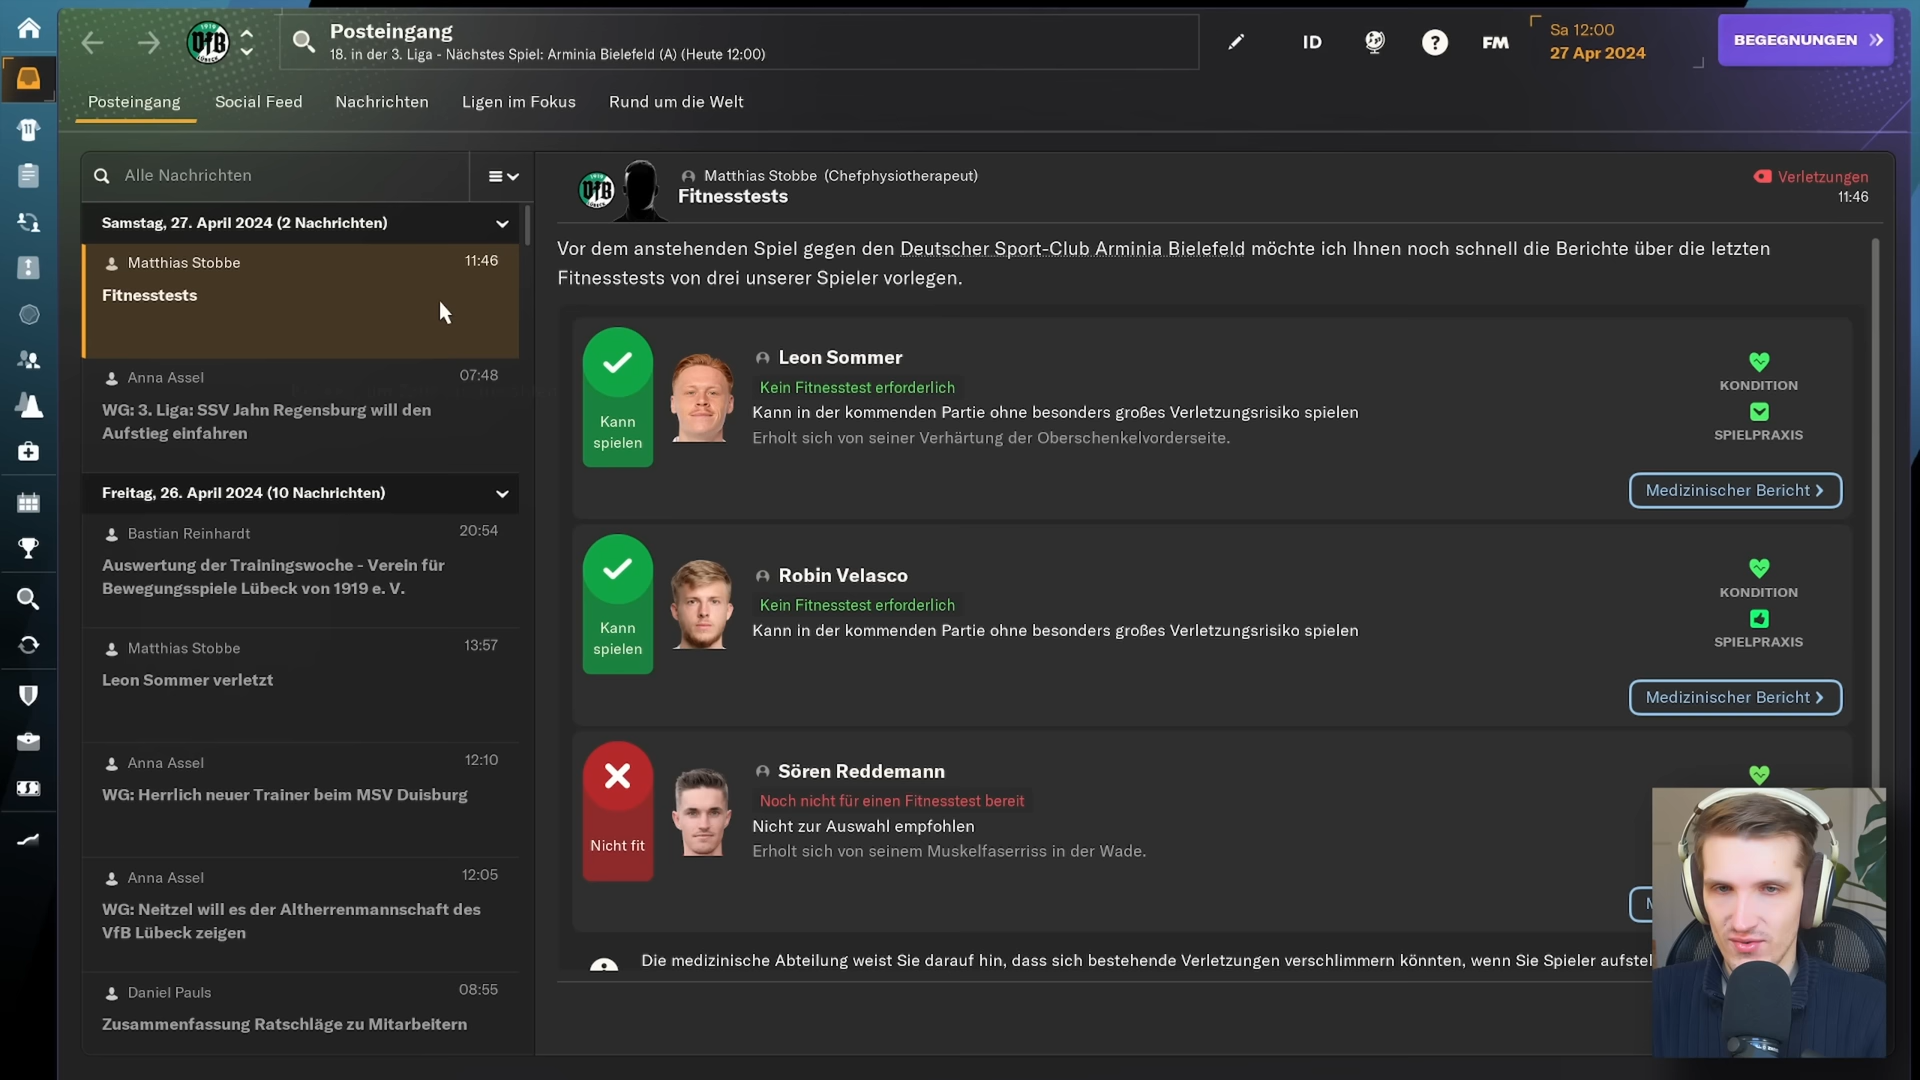 1919
VfB
LÜBECK
Posteingang
18. in der 3. Liga - Nächstes Spiel: Arminia Bielefeld (A) (Heute 12:00)
ID
?
FM
Sa 12:00
27 Apr 2024
BEGEGNUNGEN
Posteingang
Social Feed
Nachrichten
Ligen im Fokus
Rund um die Welt
Alle Nachrichten
Samstag, 27. April 2024 (2 Nachrichten)
Matthias Stobbe
11:46
Fitnesstests
Anna Assel
07:48
WG: 3. Liga: SSV Jahn Regensburg will den
Aufstieg einfahren
Freitag, 26. April 2024 (10 Nachrichten)
Bastian Reinhardt
20:54
Auswertung der Trainingswoche - Verein für
Bewegungsspiele Lübeck von 1919 e. V.
Matthias Stobbe
13:57
Leon Sommer verletzt
Anna Assel
12:10
WG: Herrlich neuer Trainer beim MSV Duisburg
Anna Assel
12:05
WG: Neitzel will es der Altherrenmannschaft des
VfB Lübeck zeigen
Daniel Pauls
08:55
Zusammenfassung Ratschläge zu Mitarbeitern
VfB
Matthias Stobbe (Chefphysiotherapeut)
Fitnesstests
Verletzungen
11:46
Vor dem anstehenden Spiel gegen den Deutscher Sport-Club Arminia Bielefeld möchte ich Ihnen noch schnell die Berichte über die letzten
Fitnesstests von drei unserer Spieler vorlegen.
Kann
spielen
Leon Sommer
Kein Fitnesstest erforderlich
Kann in der kommenden Partie ohne besonders großes Verletzungsrisiko spielen
Erholt sich von seiner Verhärtung der Oberschenkelvorderseite.
KONDITION
SPIELPRAXIS
Medizinischer Bericht
Kann
spielen
Robin Velasco
Kein Fitnesstest erforderlich
Kann in der kommenden Partie ohne besonders großes Verletzungsrisiko spielen
KONDITION
SPIELPRAXIS
Medizinischer Bericht
Nicht fit
Sören Reddemann
Noch nicht für einen Fitnesstest bereit
Nicht zur Auswahl empfohlen
Erholt sich von seinem Muskelfaserriss in der Wade.
Die medizinische Abteilung weist Sie darauf hin, dass sich bestehende Verletzungen verschlimmern könnten, wenn Sie Spieler